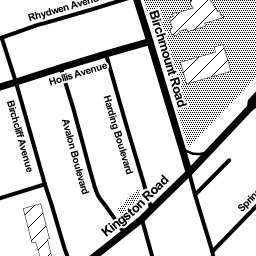 Rhydwen Avenue
Birchmount Road
Hollis Avenue
Birchcliff Avenue
Avalon Boulevard
Harding Boulevard
Kingston Road